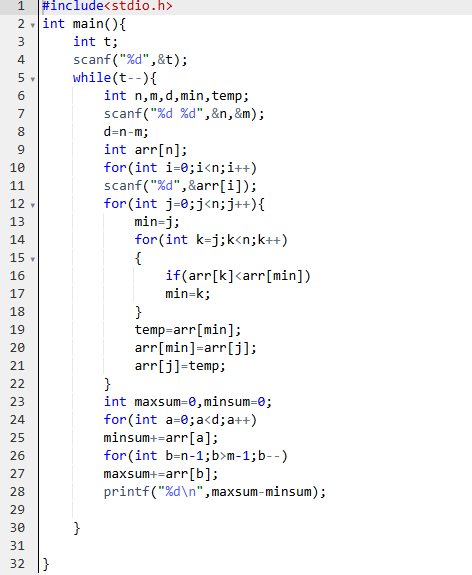 1 #include<stdio.h>
2 int main(){
3     int t;
4     scanf("%d",&t);
5     while(t--){
6         int n,m,d,min,temp;
7         scanf("%d %d",&n,&m);
8         d=n-m;
9         int arr[n];
10         for(int i=0;i<n;i++)
11         scanf("%d",&arr[i]);
12         for(int j=0;j<n;j++){
13             min=j;
14             for(int k=j;k<n;k++)
15             {
16                 if(arr[k]<arr[min])
17                 min=k;
18             }
19             temp=arr[min];
20             arr[min]=arr[j];
21             arr[j]=temp;
22         }
23         int maxsum=0,minsum=0;
24         for(int a=0;a<d;a++)
25         minsum+=arr[a];
26         for(int b=n-1;b>m-1;b--)
27         maxsum+=arr[b];
28         printf("%d\n",maxsum-minsum);
29
30     }
31
32 }